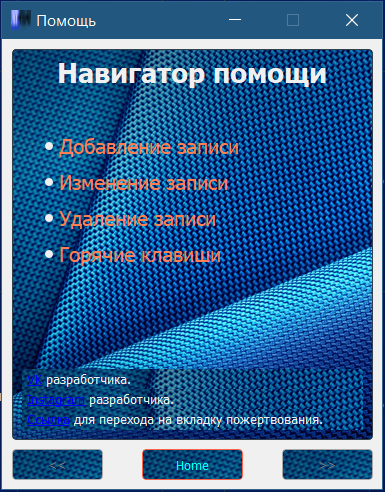 Помощь
Навигатор помощи
Добавление записи
Изменение записи
Удаление записи
Горячие клавиши
разработчика.
Instagram разработчика.
Ссылка для перехода на вкладку пожертвования.
<< Home >>